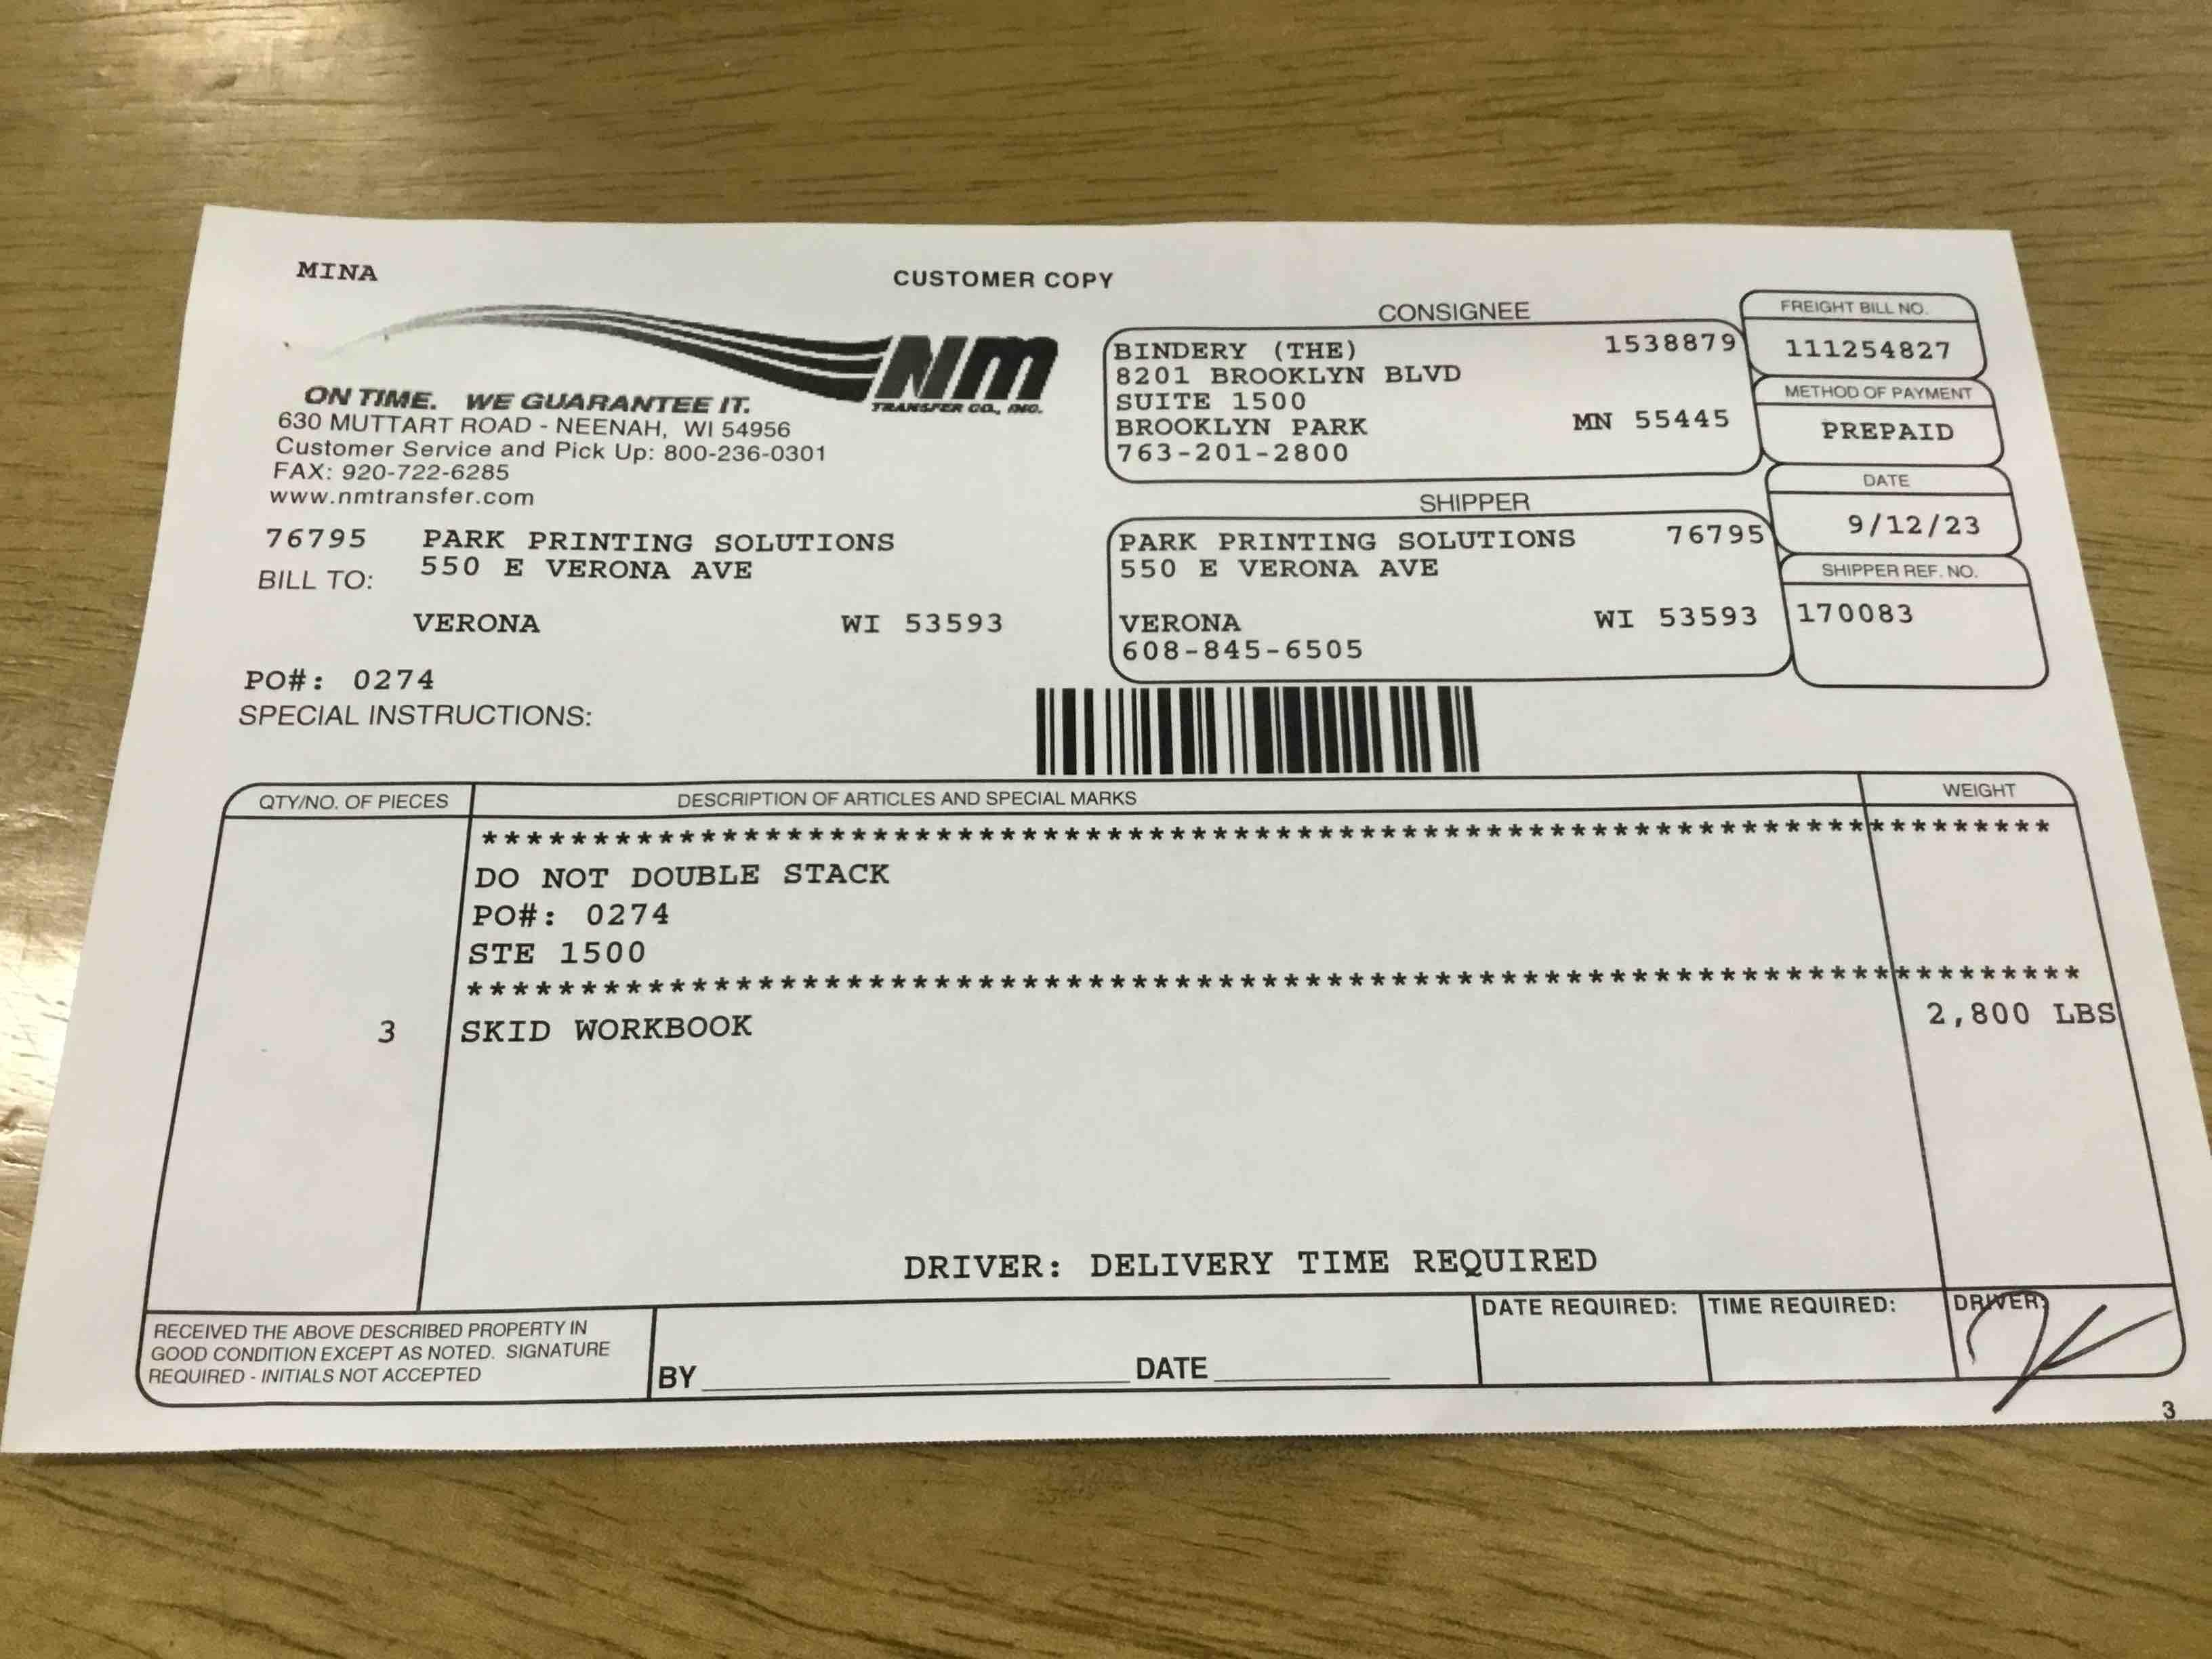 MINA
CUSTOMER COPY
NM
TRANSFER CO., INC.
ON TIME. WE GUARANTEE IT.
630 MUTTART ROAD - NEENAH, WI 54956
Customer Service and Pick Up: 800-236-0301
FAX: 920-722-6285
www.nmtransfer.com
76795 PARK PRINTING SOLUTIONS
BILL TO: 550 E VERONA AVE
VERONA WI 53593
PO#: 0274
SPECIAL INSTRUCTIONS:
CONSIGNEE
BINDERY (THE) 1538879
8201 BROOKLYN BLVD
SUITE 1500
BROOKLYN PARK MN 55445
763-201-2800
SHIPPER
PARK PRINTING SOLUTIONS 76795
550 E VERONA AVE
VERONA WI 53593
608-845-6505
FREIGHT BILL NO.
111254827
METHOD OF PAYMENT
PREPAID
DATE
9/12/23
SHIPPER REF. NO.
170083
QTY/NO. OF PIECES DESCRIPTION OF ARTICLES AND SPECIAL MARKS WEIGHT
*************************************************************************
DO NOT DOUBLE STACK
PO#: 0274
STE 1500
*************************************************************************
3 SKID WORKBOOK 2,800 LBS
DRIVER: DELIVERY TIME REQUIRED
RECEIVED THE ABOVE DESCRIBED PROPERTY IN
GOOD CONDITION EXCEPT AS NOTED. SIGNATURE
REQUIRED - INITIALS NOT ACCEPTED
BY DATE
DATE REQUIRED:
TIME REQUIRED:
DRIVER:
3